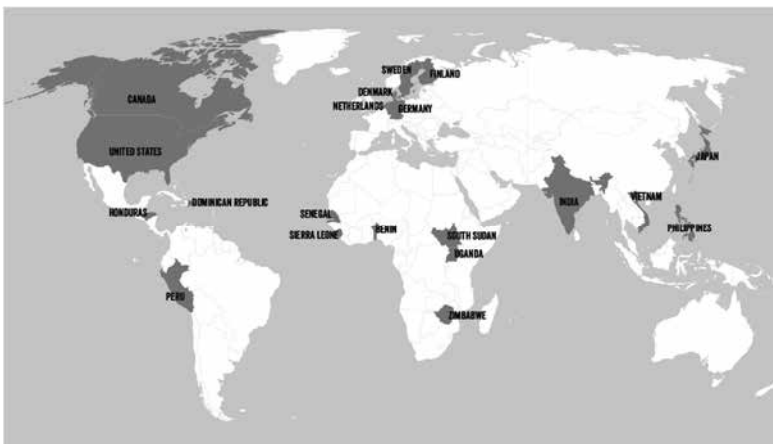 SWEDEN
FINLAND
DENMARK
NETHERLANDS
GERMANY
CANADA
UNITED STATES
JAPAN
HONDURAS
DOMINICAN REPUBLIC
SENEGAL
BENIN
INDIA
VIETNAM
SIERRA LEONE
SOUTH SUDAN
PHILIPPINES
UGANDA
PERU
ZIMBABWE